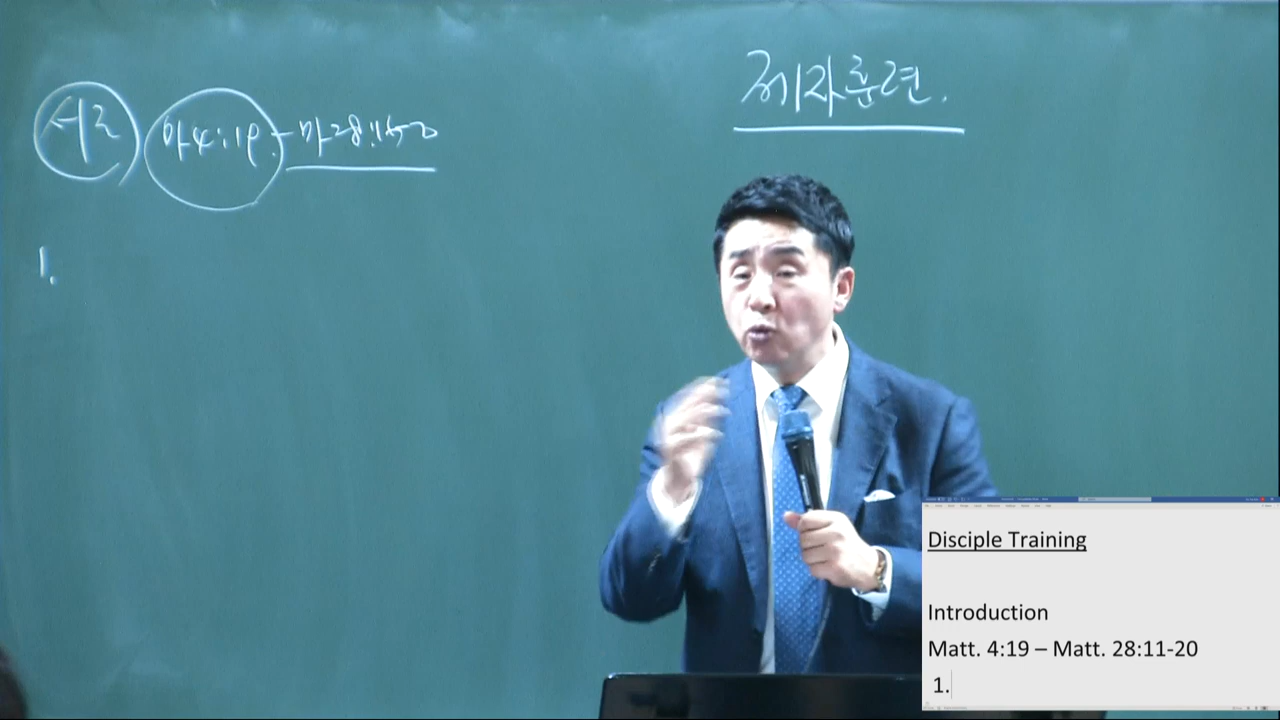 제자훈련.
서론 마4:19 - 마28:16-20
1.
Disciple Training
Introduction
Matt. 4:19 – Matt. 28:11-20
1.